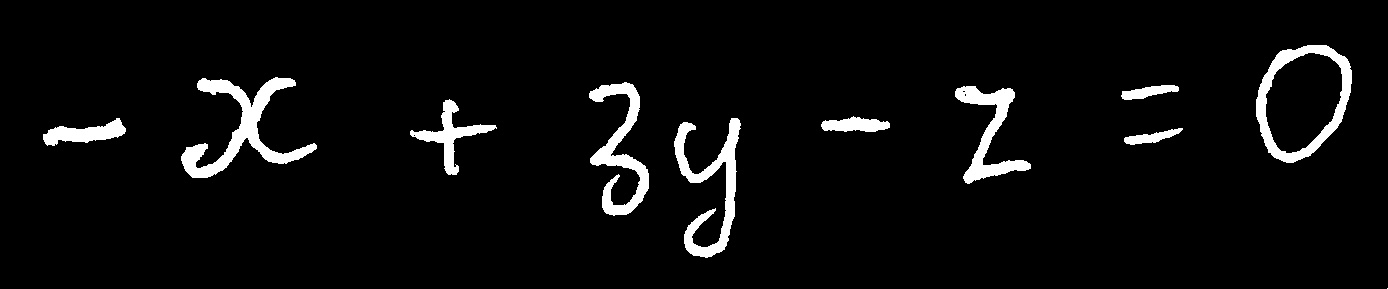 -x + 3y - z = 0